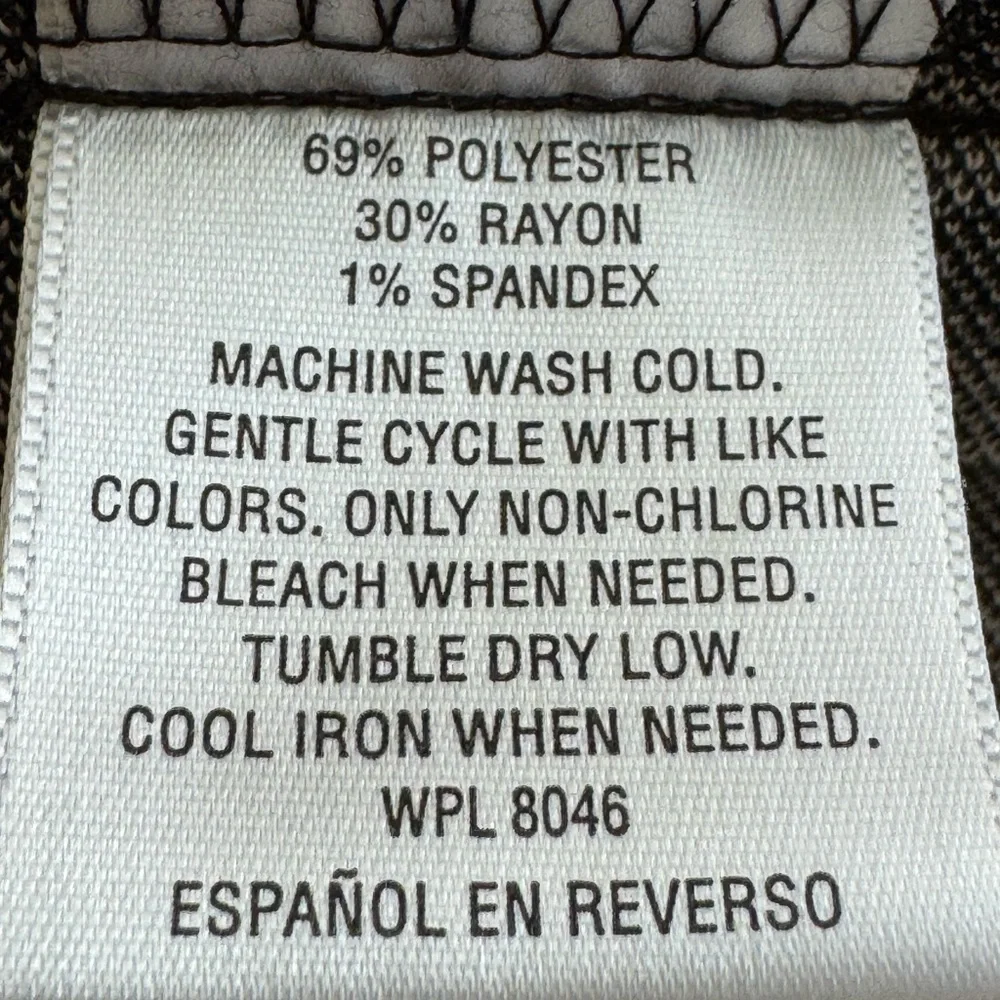 69% POLYESTER
30% RAYON
1% SPANDEX
MACHINE WASH COLD.
GENTLE CYCLE WITH LIKE
COLORS. ONLY NON-CHLORINE
BLEACH WHEN NEEDED.
TUMBLE DRY LOW.
COOL IRON WHEN NEEDED.
WPL 8046
ESPAÑOL EN REVERSO